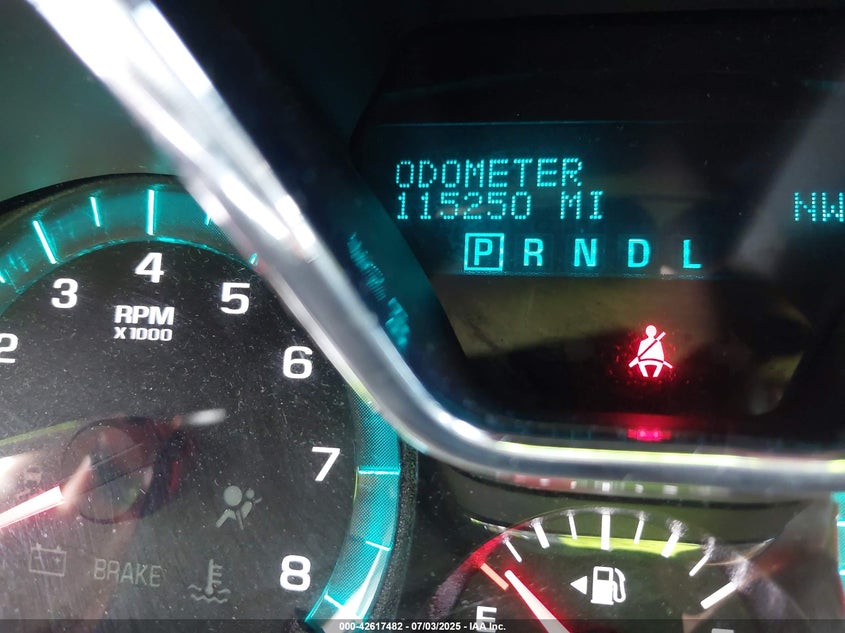 ODOMETER
115250 MI
NW
P R N D L
2
3
4
5
6
7
8
RPM
X1000
BRAKE
E
000-42617482 - 07/03/2025 - IAA Inc.